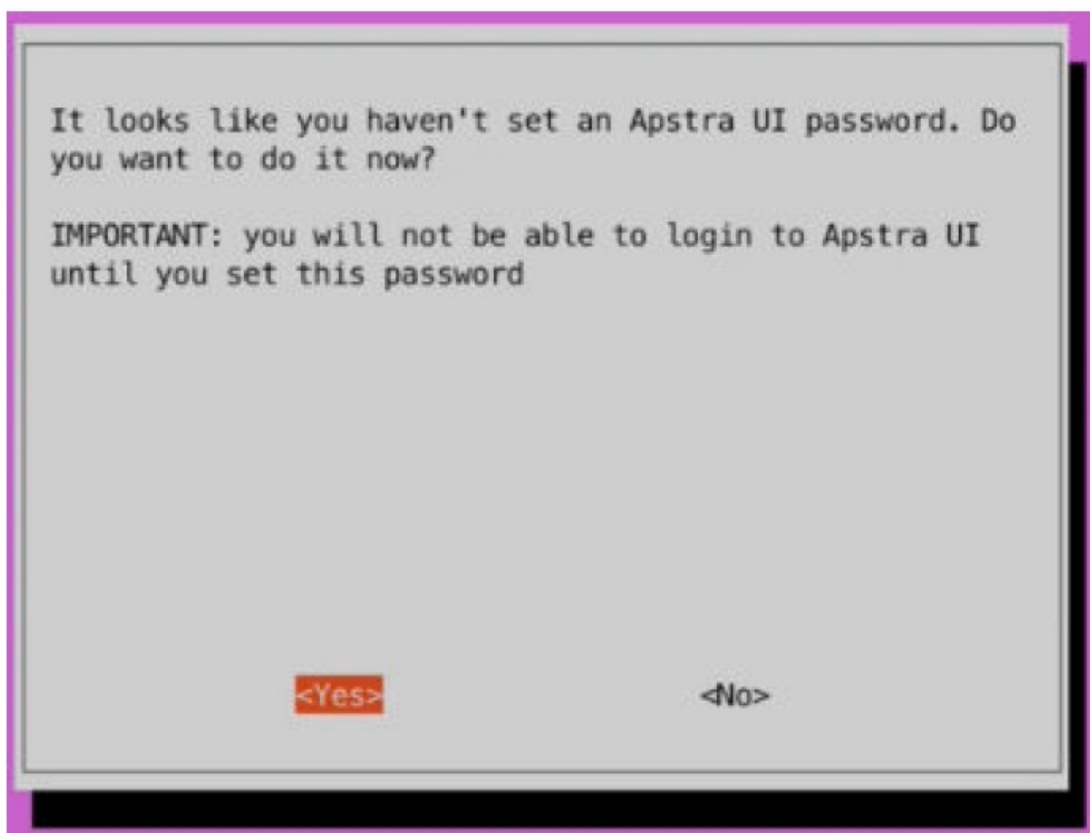 It looks like you haven't set an Apstra UI password. Do
you want to do it now?
IMPORTANT: you will not be able to login to Apstra UI
until you set this password
<Yes> <No>